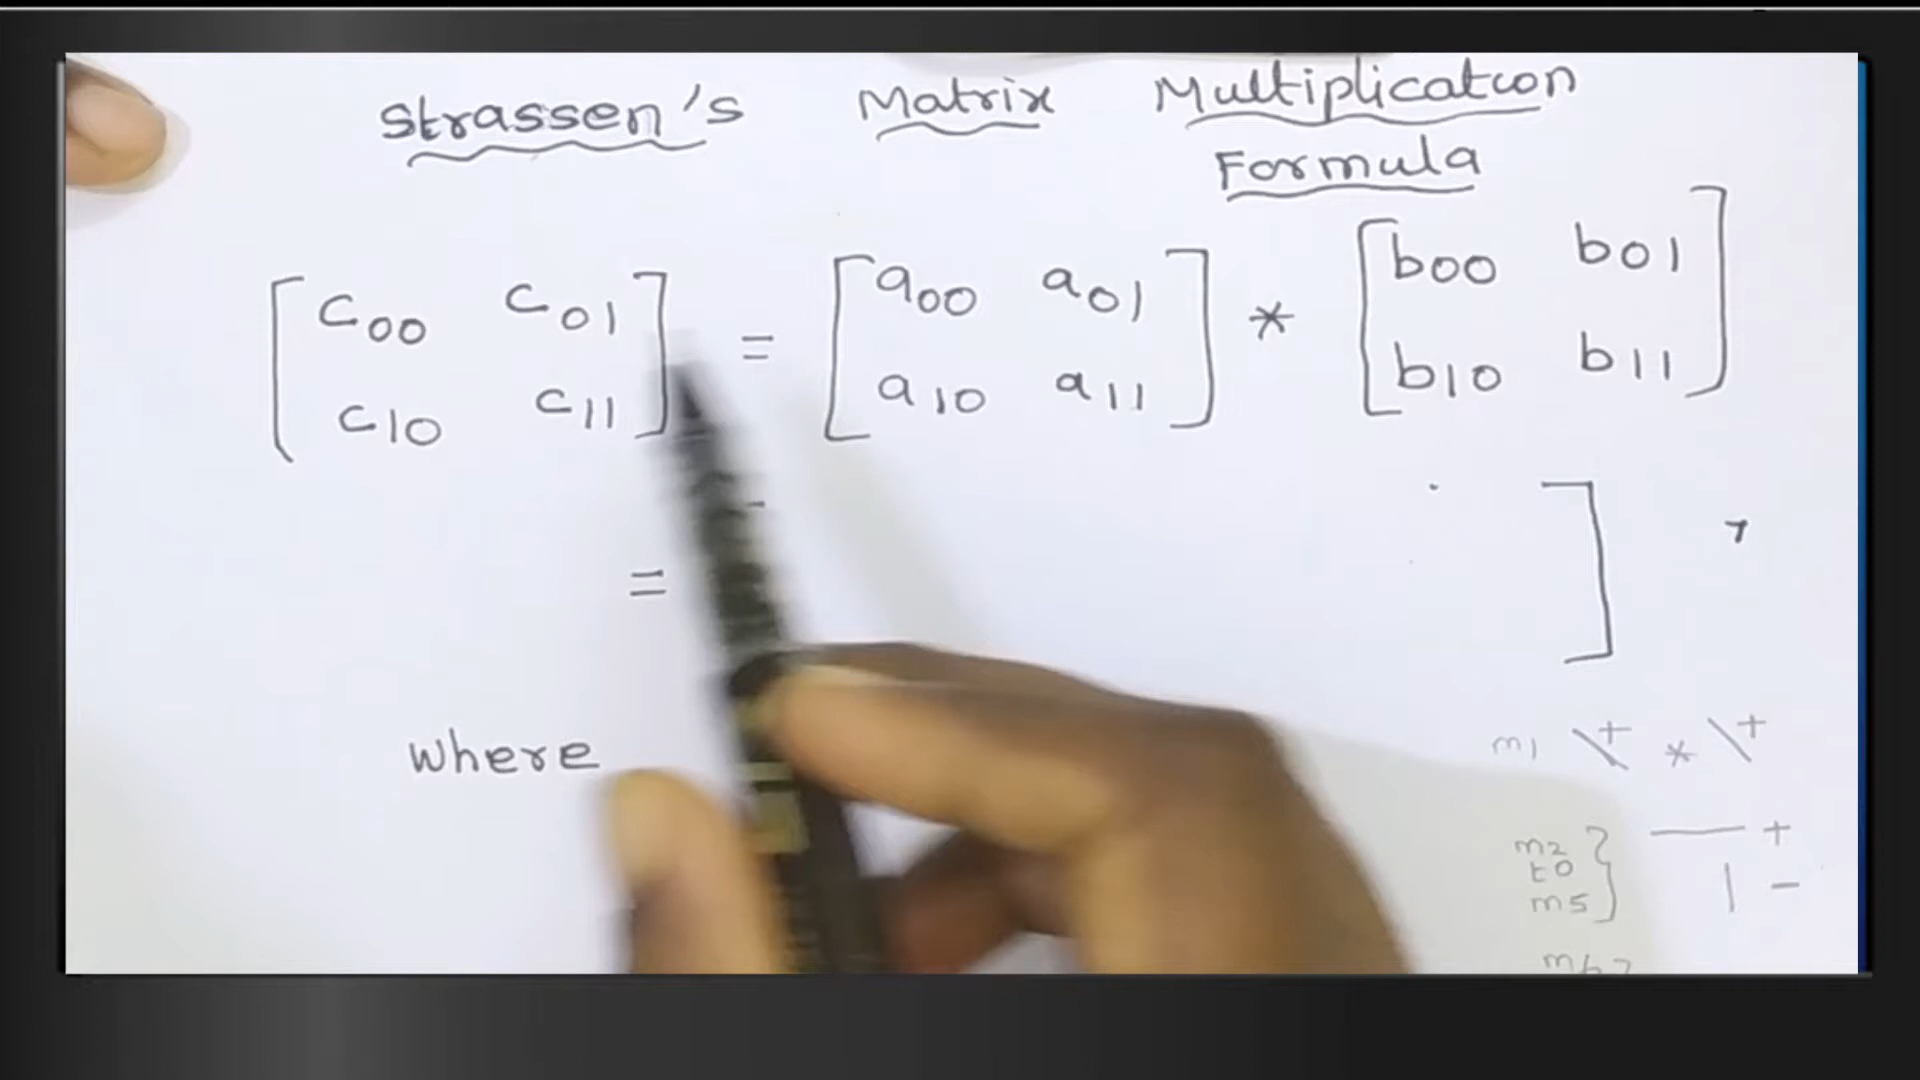 Strassen's Matrix Multiplication
Formula
[ c00 c01 ] = [ a00 a01 ] * [ b00 b01 ]
[ c10 c11 ] [ a10 a11 ] [ b10 b11 ]
= ] ,
where
m1 \+ * \+
m2 to m5 } — +
| -